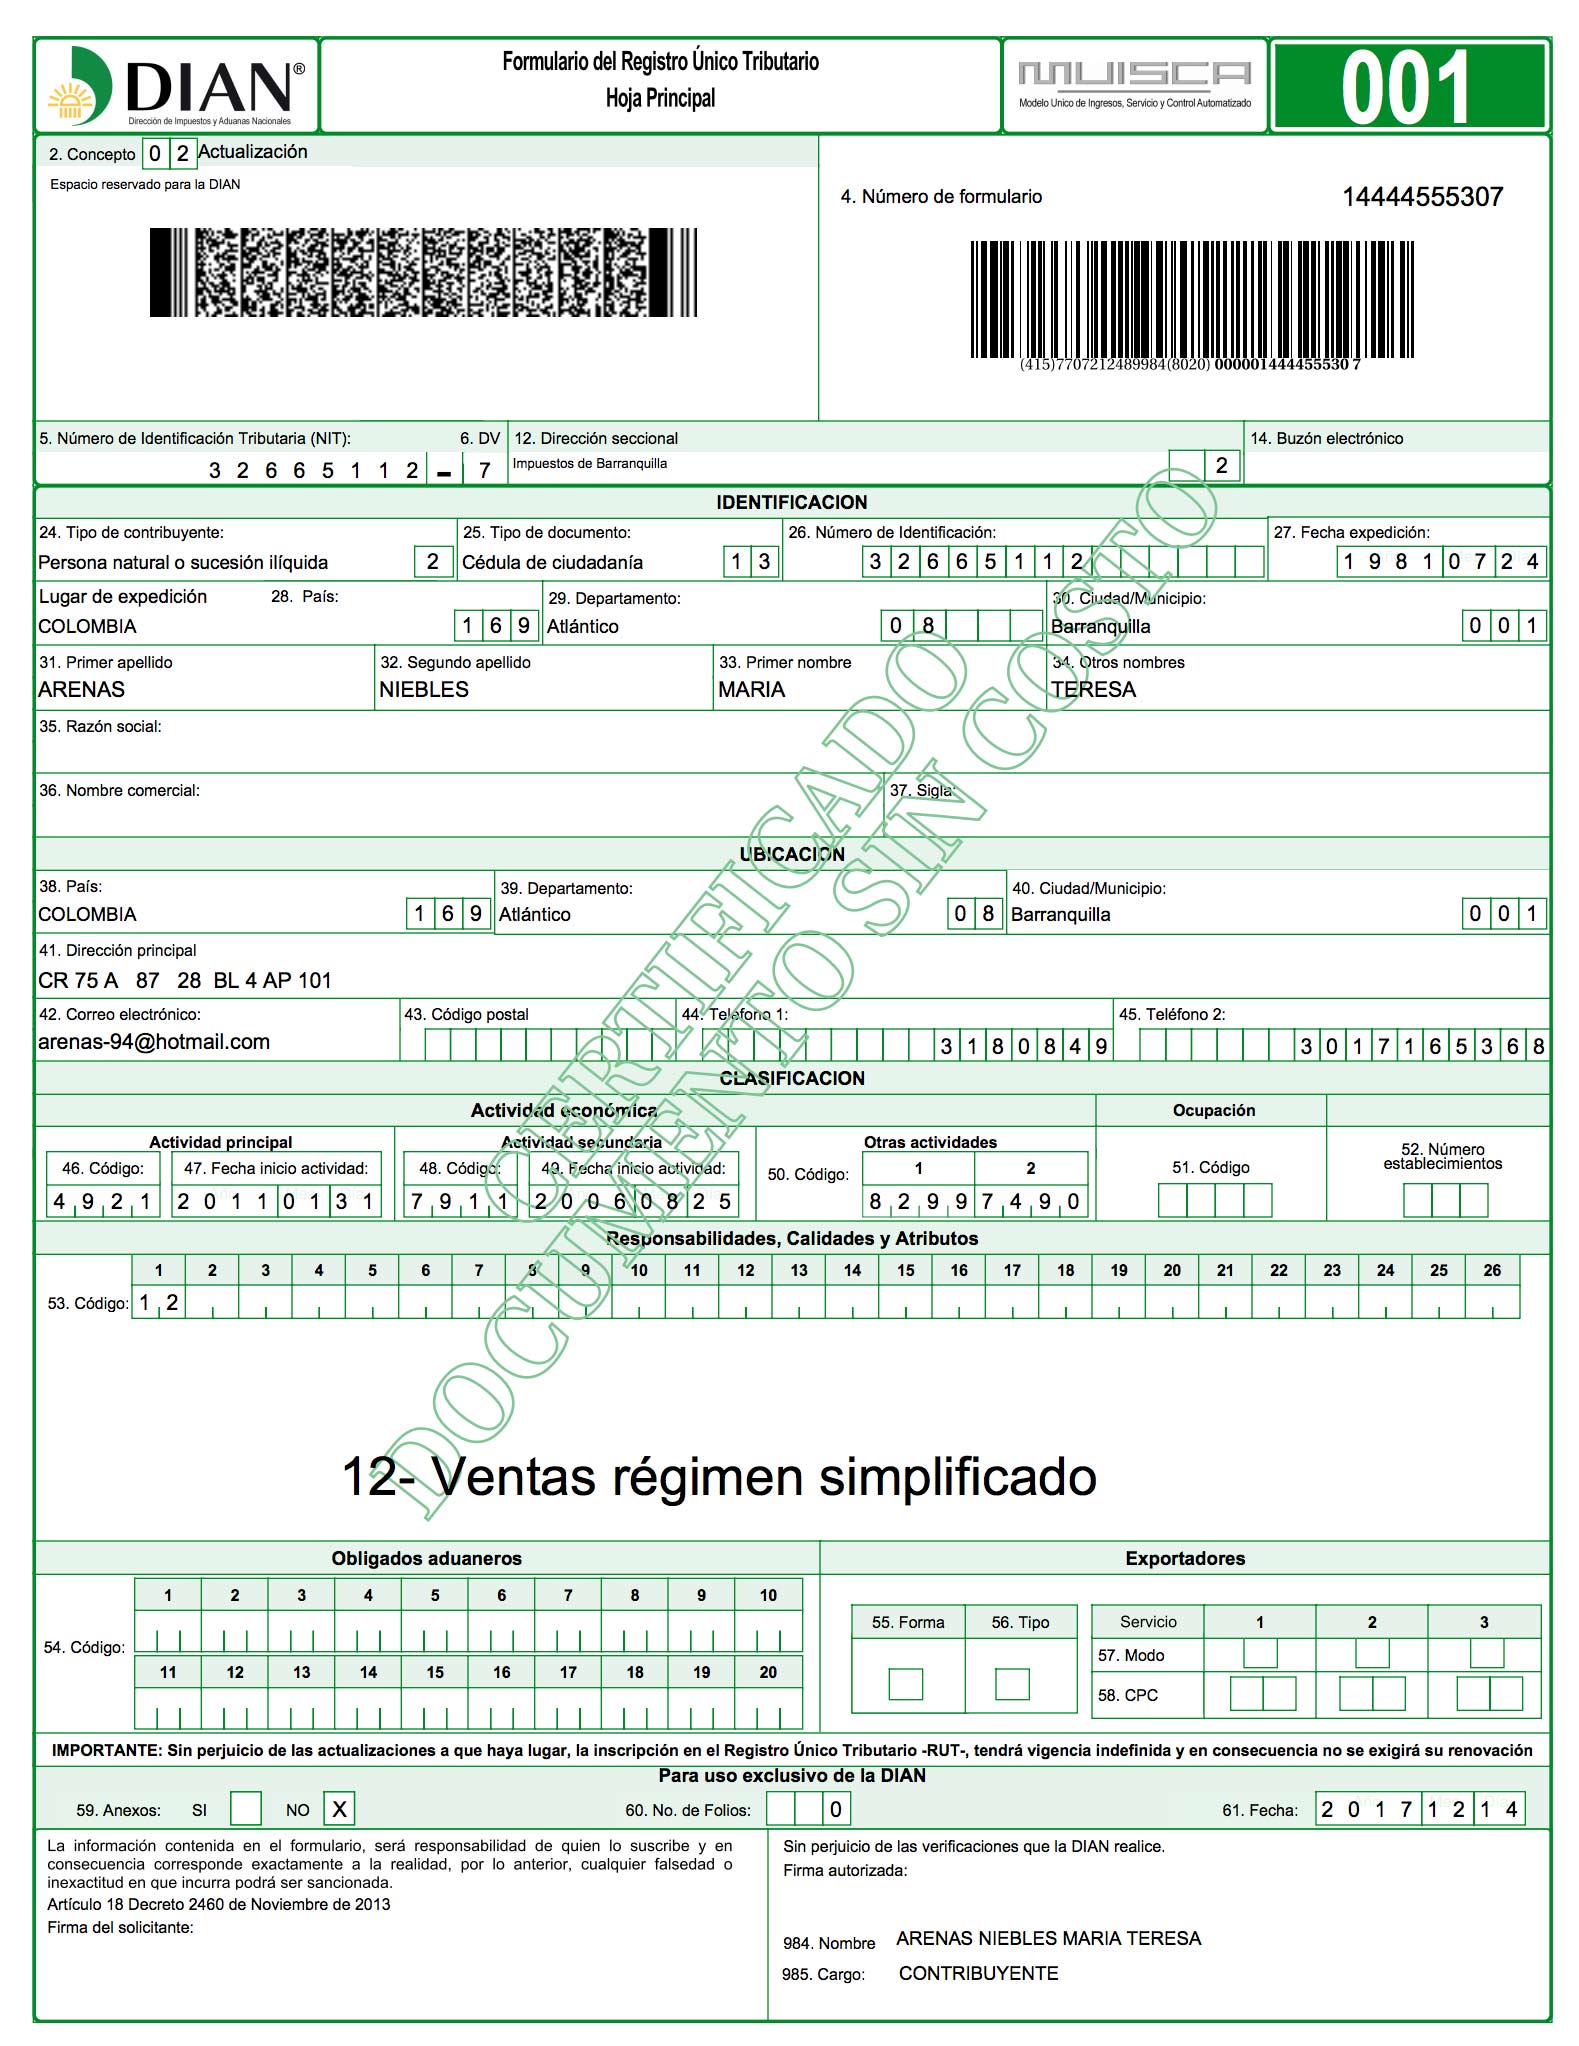 DIAN®
Dirección de Impuestos y Aduanas Nacionales
Formulario del Registro Único Tributario
Hoja Principal
MUISCA
Modelo Unico de Ingresos, Servicio y Control Automatizado
001
2. Concepto 0 2 Actualización
Espacio reservado para la DIAN
4. Número de formulario 14444555307
(415)7707212489984(8020) 000001444455530 7
5. Número de Identificación Tributaria (NIT): 6. DV 12. Dirección seccional 14. Buzón electrónico
3 2 6 6 5 1 1 2 - 7 Impuestos de Barranquilla 2
IDENTIFICACION
24. Tipo de contribuyente: 25. Tipo de documento: 26. Número de Identificación: 27. Fecha expedición:
Persona natural o sucesión ilíquida 2 Cédula de ciudadanía 1 3 3 2 6 6 5 1 1 2 1 9 8 1 0 7 2 4
Lugar de expedición 28. País: 29. Departamento: 30. Ciudad/Municipio:
COLOMBIA 1 6 9 Atlántico 0 8 Barranquilla 0 0 1
31. Primer apellido 32. Segundo apellido 33. Primer nombre 34. Otros nombres
ARENAS NIEBLES MARIA TERESA
35. Razón social:
36. Nombre comercial: 37. Sigla:
UBICACION
38. País: 39. Departamento: 40. Ciudad/Municipio:
COLOMBIA 1 6 9 Atlántico 0 8 Barranquilla 0 0 1
41. Dirección principal
CR 75 A 87 28 BL 4 AP 101
42. Correo electrónico: 43. Código postal 44. Teléfono 1: 45. Teléfono 2:
arenas-94@hotmail.com 3 1 8 0 8 4 9 3 0 1 7 1 6 5 3 6 8
CLASIFICACION
Actividad económica Ocupación
Actividad principal Actividad secundaria Otras actividades 52. Número establecimientos
46. Código: 47. Fecha inicio actividad: 48. Código: 49. Fecha inicio actividad: 50. Código: 1 2 51. Código
4 9 2 1 2 0 1 1 0 1 3 1 7 9 1 1 2 0 0 6 0 8 2 5 8 2 9 9 7 4 9 0
Responsabilidades, Calidades y Atributos
1 2 3 4 5 6 7 8 9 10 11 12 13 14 15 16 17 18 19 20 21 22 23 24 25 26
53. Código: 1 2
12- Ventas régimen simplificado
CERTIFICADO
DOCUMENTO SIN COSTO
Obligados aduaneros Exportadores
1 2 3 4 5 6 7 8 9 10
54. Código:
11 12 13 14 15 16 17 18 19 20
55. Forma 56. Tipo Servicio 1 2 3
57. Modo
58. CPC
IMPORTANTE: Sin perjuicio de las actualizaciones a que haya lugar, la inscripción en el Registro Único Tributario -RUT-, tendrá vigencia indefinida y en consecuencia no se exigirá su renovación
Para uso exclusivo de la DIAN
59. Anexos: SI NO X 60. No. de Folios: 0 61. Fecha: 2 0 1 7 1 2 1 4
La información contenida en el formulario, será responsabilidad de quien lo suscribe y en
consecuencia corresponde exactamente a la realidad, por lo anterior, cualquier falsedad o
inexactitud en que incurra podrá ser sancionada.
Artículo 18 Decreto 2460 de Noviembre de 2013
Firma del solicitante:
Sin perjuicio de las verificaciones que la DIAN realice.
Firma autorizada:
984. Nombre ARENAS NIEBLES MARIA TERESA
985. Cargo: CONTRIBUYENTE